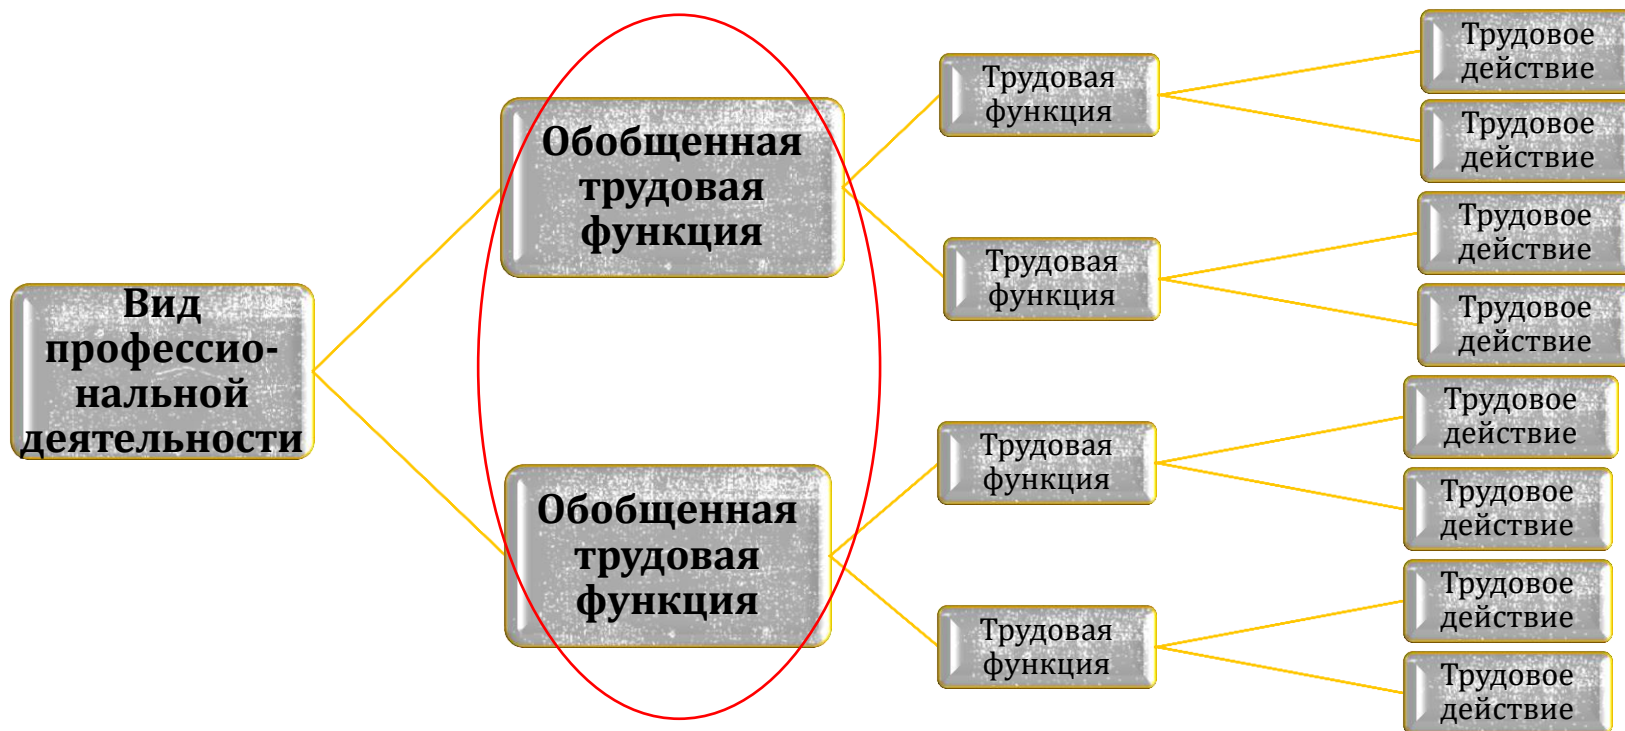 Вид
профессио-
нальной
деятельности
Обобщенная
трудовая
функция
Трудовая
функция
Трудовое
действие
Трудовое
действие
Трудовая
функция
Трудовое
действие
Трудовое
действие
Обобщенная
трудовая
функция
Трудовая
функция
Трудовое
действие
Трудовое
действие
Трудовая
функция
Трудовое
действие
Трудовое
действие